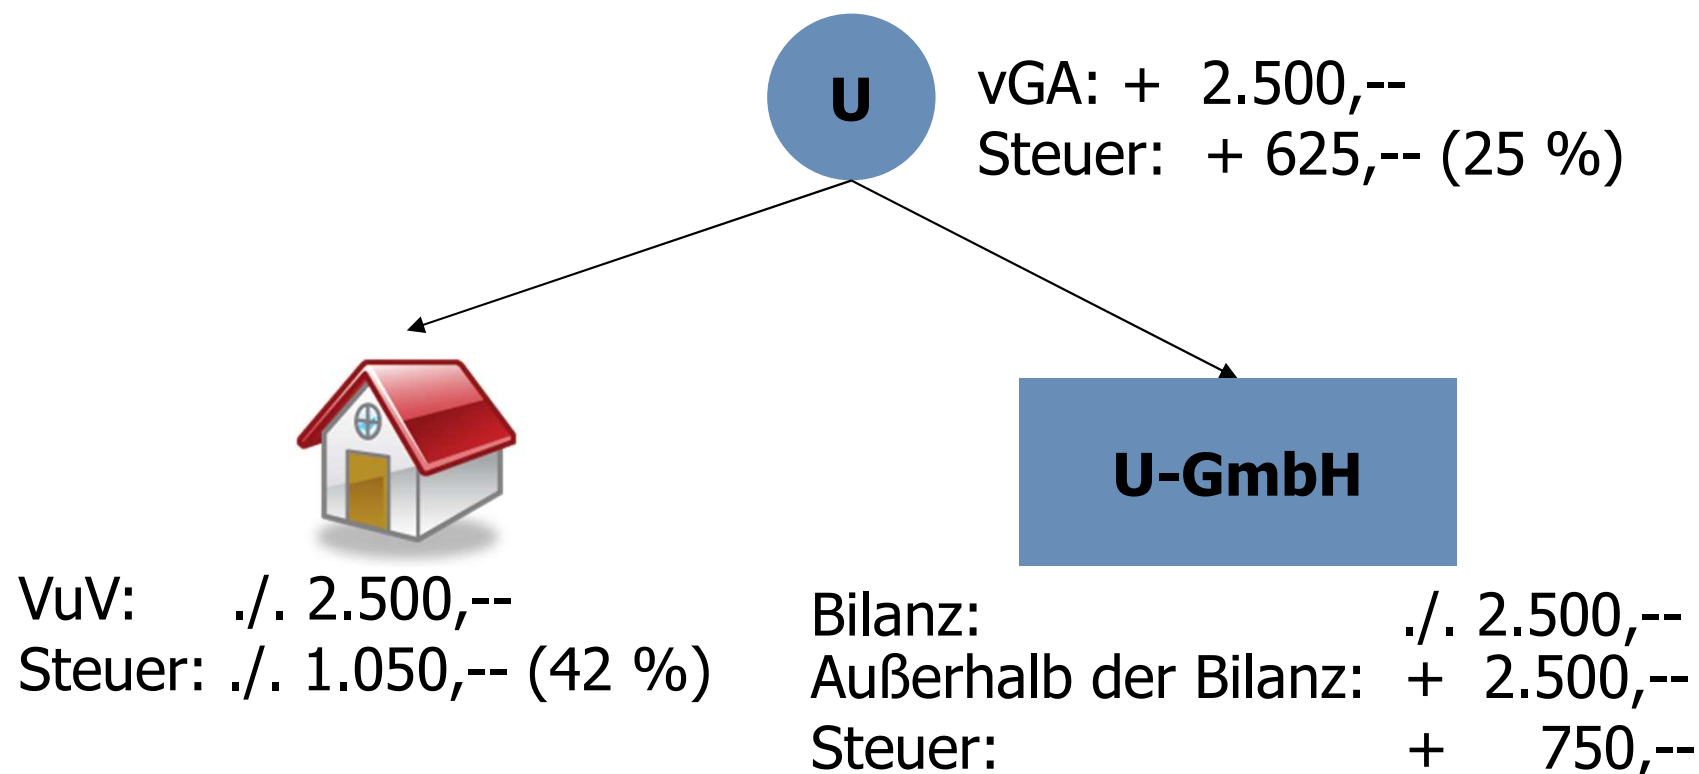 U
vGA: + 2.500,--
Steuer: + 625,-- (25 %)
U-GmbH
VuV: ./. 2.500,--
Steuer: ./. 1.050,-- (42 %)
Bilanz: ./. 2.500,--
Außerhalb der Bilanz: + 2.500,--
Steuer: + 750,--